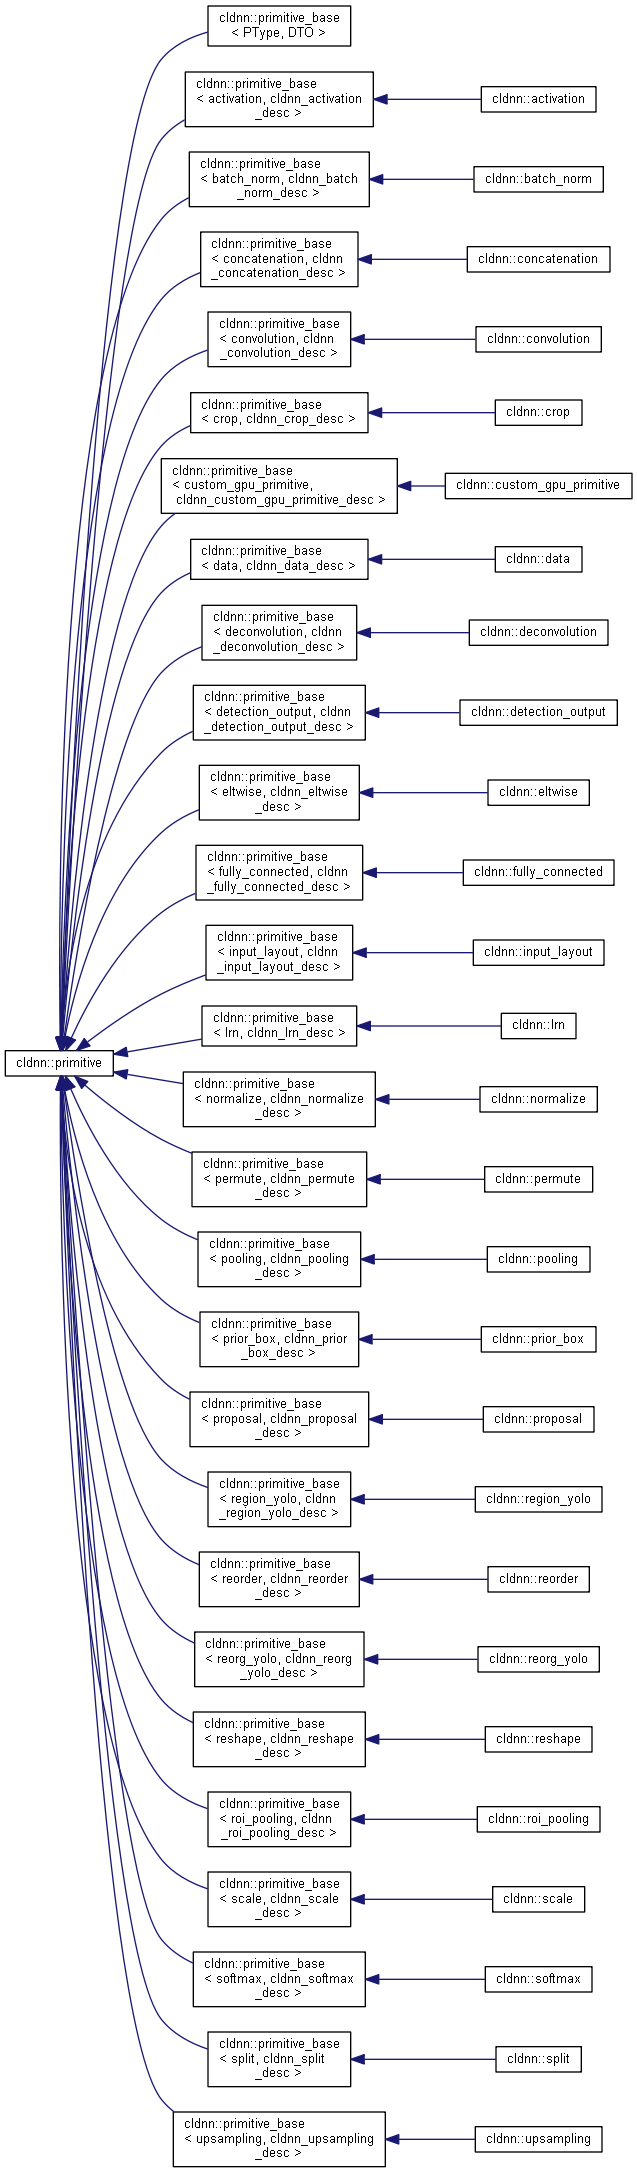 cldnn::primitive_base
< PType, DTO >
cldnn::primitive_base
< activation, cldnn_activation
_desc >
cldnn::activation
cldnn::primitive_base
< batch_norm, cldnn_batch
_norm_desc >
cldnn::batch_norm
cldnn::primitive_base
< concatenation, cldnn
_concatenation_desc >
cldnn::concatenation
cldnn::primitive_base
< convolution, cldnn
_convolution_desc >
cldnn::convolution
cldnn::primitive_base
< crop, cldnn_crop_desc >
cldnn::crop
cldnn::primitive_base
< custom_gpu_primitive,
cldnn_custom_gpu_primitive_desc >
cldnn::custom_gpu_primitive
cldnn::primitive_base
< data, cldnn_data_desc >
cldnn::data
cldnn::primitive_base
< deconvolution, cldnn
_deconvolution_desc >
cldnn::deconvolution
cldnn::primitive_base
< detection_output, cldnn
_detection_output_desc >
cldnn::detection_output
cldnn::primitive_base
< eltwise, cldnn_eltwise
_desc >
cldnn::eltwise
cldnn::primitive_base
< fully_connected, cldnn
_fully_connected_desc >
cldnn::fully_connected
cldnn::primitive_base
< input_layout, cldnn
_input_layout_desc >
cldnn::input_layout
cldnn::primitive_base
< lrn, cldnn_lrn_desc >
cldnn::lrn
cldnn::primitive
cldnn::primitive_base
< normalize, cldnn_normalize
_desc >
cldnn::normalize
cldnn::primitive_base
< permute, cldnn_permute
_desc >
cldnn::permute
cldnn::primitive_base
< pooling, cldnn_pooling
_desc >
cldnn::pooling
cldnn::primitive_base
< prior_box, cldnn_prior
_box_desc >
cldnn::prior_box
cldnn::primitive_base
< proposal, cldnn_proposal
_desc >
cldnn::proposal
cldnn::primitive_base
< region_yolo, cldnn
_region_yolo_desc >
cldnn::region_yolo
cldnn::primitive_base
< reorder, cldnn_reorder
_desc >
cldnn::reorder
cldnn::primitive_base
< reorg_yolo, cldnn_reorg
_yolo_desc >
cldnn::reorg_yolo
cldnn::primitive_base
< reshape, cldnn_reshape
_desc >
cldnn::reshape
cldnn::primitive_base
< roi_pooling, cldnn
_roi_pooling_desc >
cldnn::roi_pooling
cldnn::primitive_base
< scale, cldnn_scale
_desc >
cldnn::scale
cldnn::primitive_base
< softmax, cldnn_softmax
_desc >
cldnn::softmax
cldnn::primitive_base
< split, cldnn_split
_desc >
cldnn::split
cldnn::primitive_base
< upsampling, cldnn_upsampling
_desc >
cldnn::upsampling